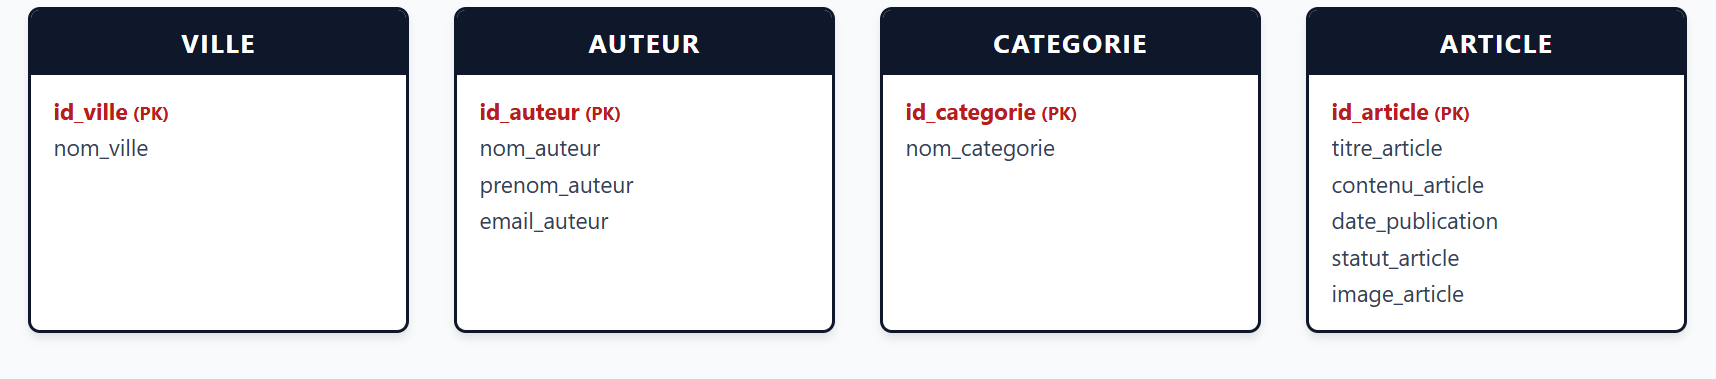 VILLE
id_ville (PK)
nom_ville
AUTEUR
id_auteur (PK)
nom_auteur
prenom_auteur
email_auteur
CATEGORIE
id_categorie (PK)
nom_categorie
ARTICLE
id_article (PK)
titre_article
contenu_article
date_publication
statut_article
image_article